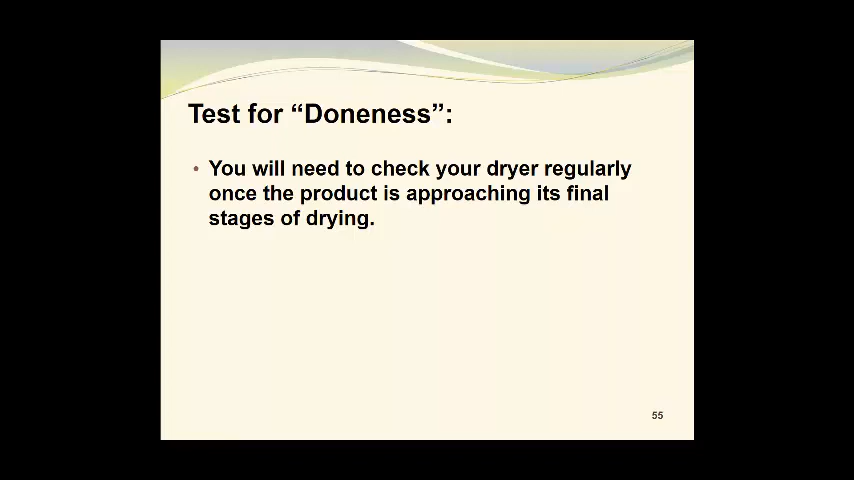 Test for “Doneness”:
• You will need to check your dryer regularly
once the product is approaching its final
stages of drying.
55